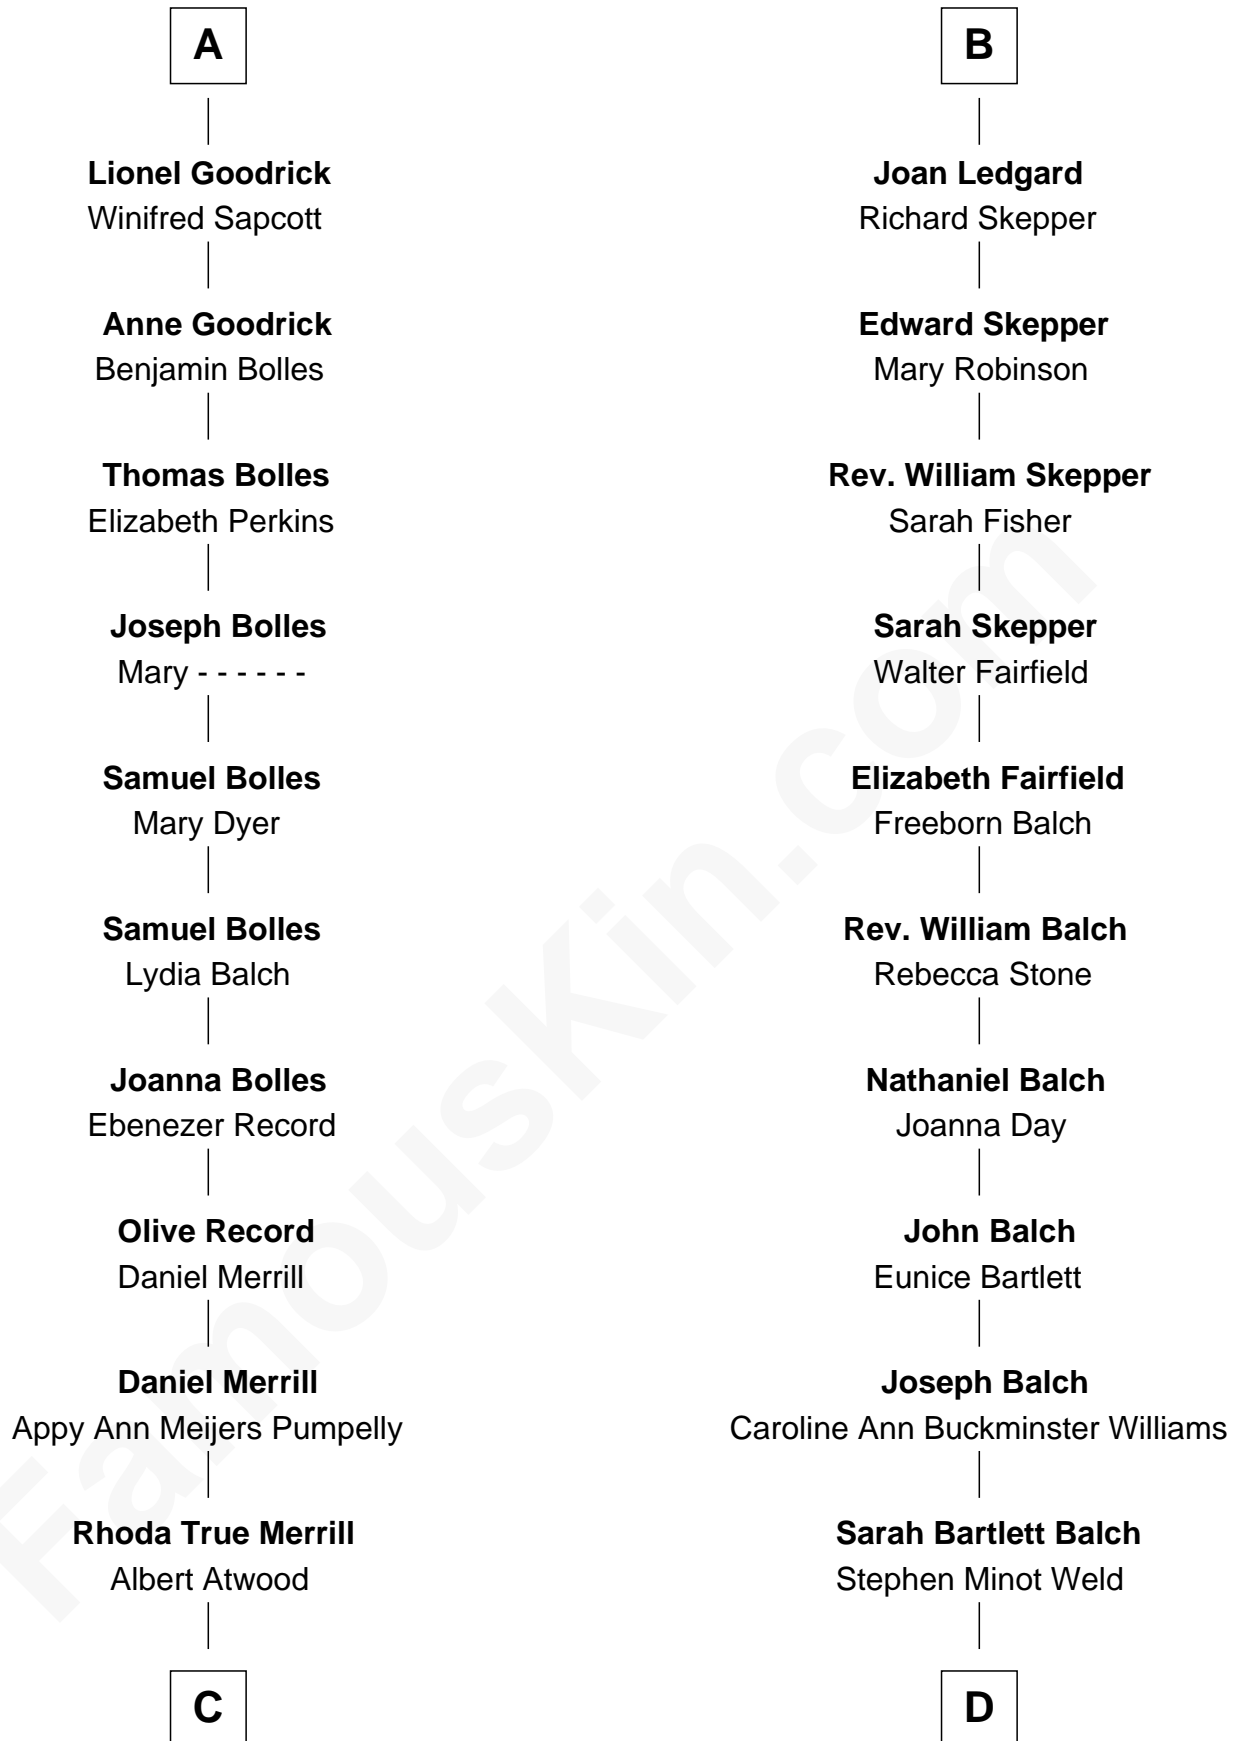 A
Lionel Goodrick
Winifred Sapcott
Anne Goodrick
Benjamin Bolles
Thomas Bolles
Elizabeth Perkins
Joseph Bolles
Mary - - - - - -
Samuel Bolles
Mary Dyer
Samuel Bolles
Lydia Balch
Joanna Bolles
Ebenezer Record
Olive Record
Daniel Merrill
Daniel Merrill
Appy Ann Meijers Pumpelly
Rhoda True Merrill
Albert Atwood
C
B
Joan Ledgard
Richard Skepper
Edward Skepper
Mary Robinson
Rev. William Skepper
Sarah Fisher
Sarah Skepper
Walter Fairfield
Elizabeth Fairfield
Freeborn Balch
Rev. William Balch
Rebecca Stone
Nathaniel Balch
Joanna Day
John Balch
Eunice Bartlett
Joseph Balch
Caroline Ann Buckminster Williams
Sarah Bartlett Balch
Stephen Minot Weld
D
FamousKin.com